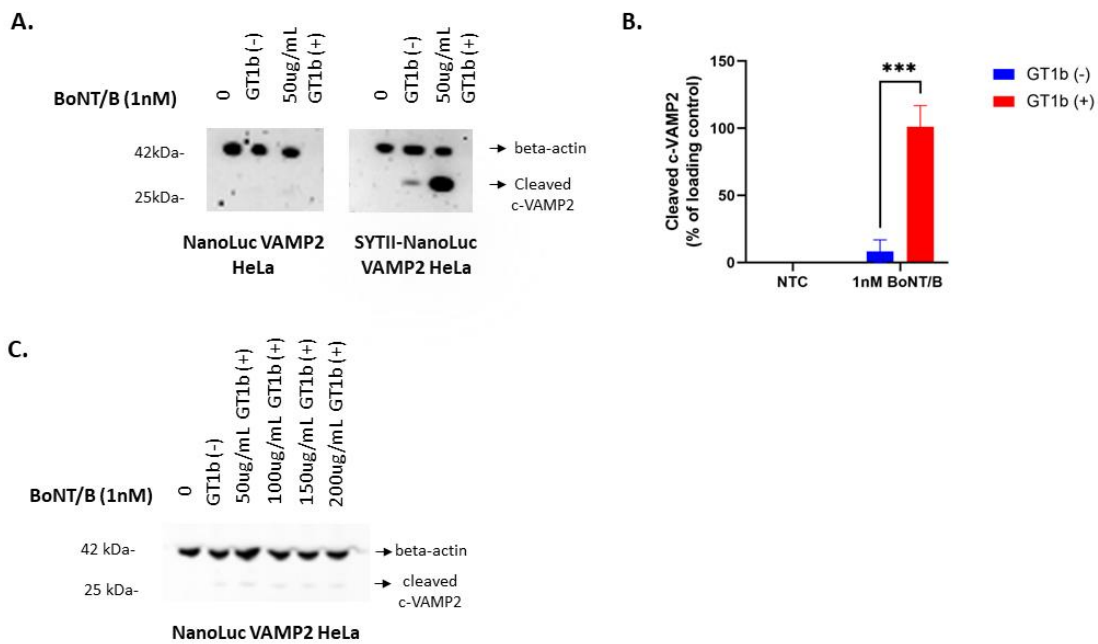 A.
BoNT/B (1nM)
0
GT1b (-)
50ug/mL
GT1b (+)
0
GT1b (-)
50ug/mL
GT1b (+)
42kDa-
25kDa-
beta-actin
Cleaved
c-VAMP2
NanoLuc VAMP2
HeLa
SYTII-NanoLuc
VAMP2 HeLa
B.
Cleaved c-VAMP2
(% of loading control)
150
100
50
0
***
NTC
1nM BoNT/B
GT1b (-)
GT1b (+)
C.
BoNT/B (1nM)
0
GT1b (-)
50ug/mL GT1b (+)
100ug/mL GT1b (+)
150ug/mL GT1b (+)
200ug/mL GT1b (+)
42 kDa-
25 kDa-
beta-actin
cleaved
c-VAMP2
NanoLuc VAMP2 HeLa